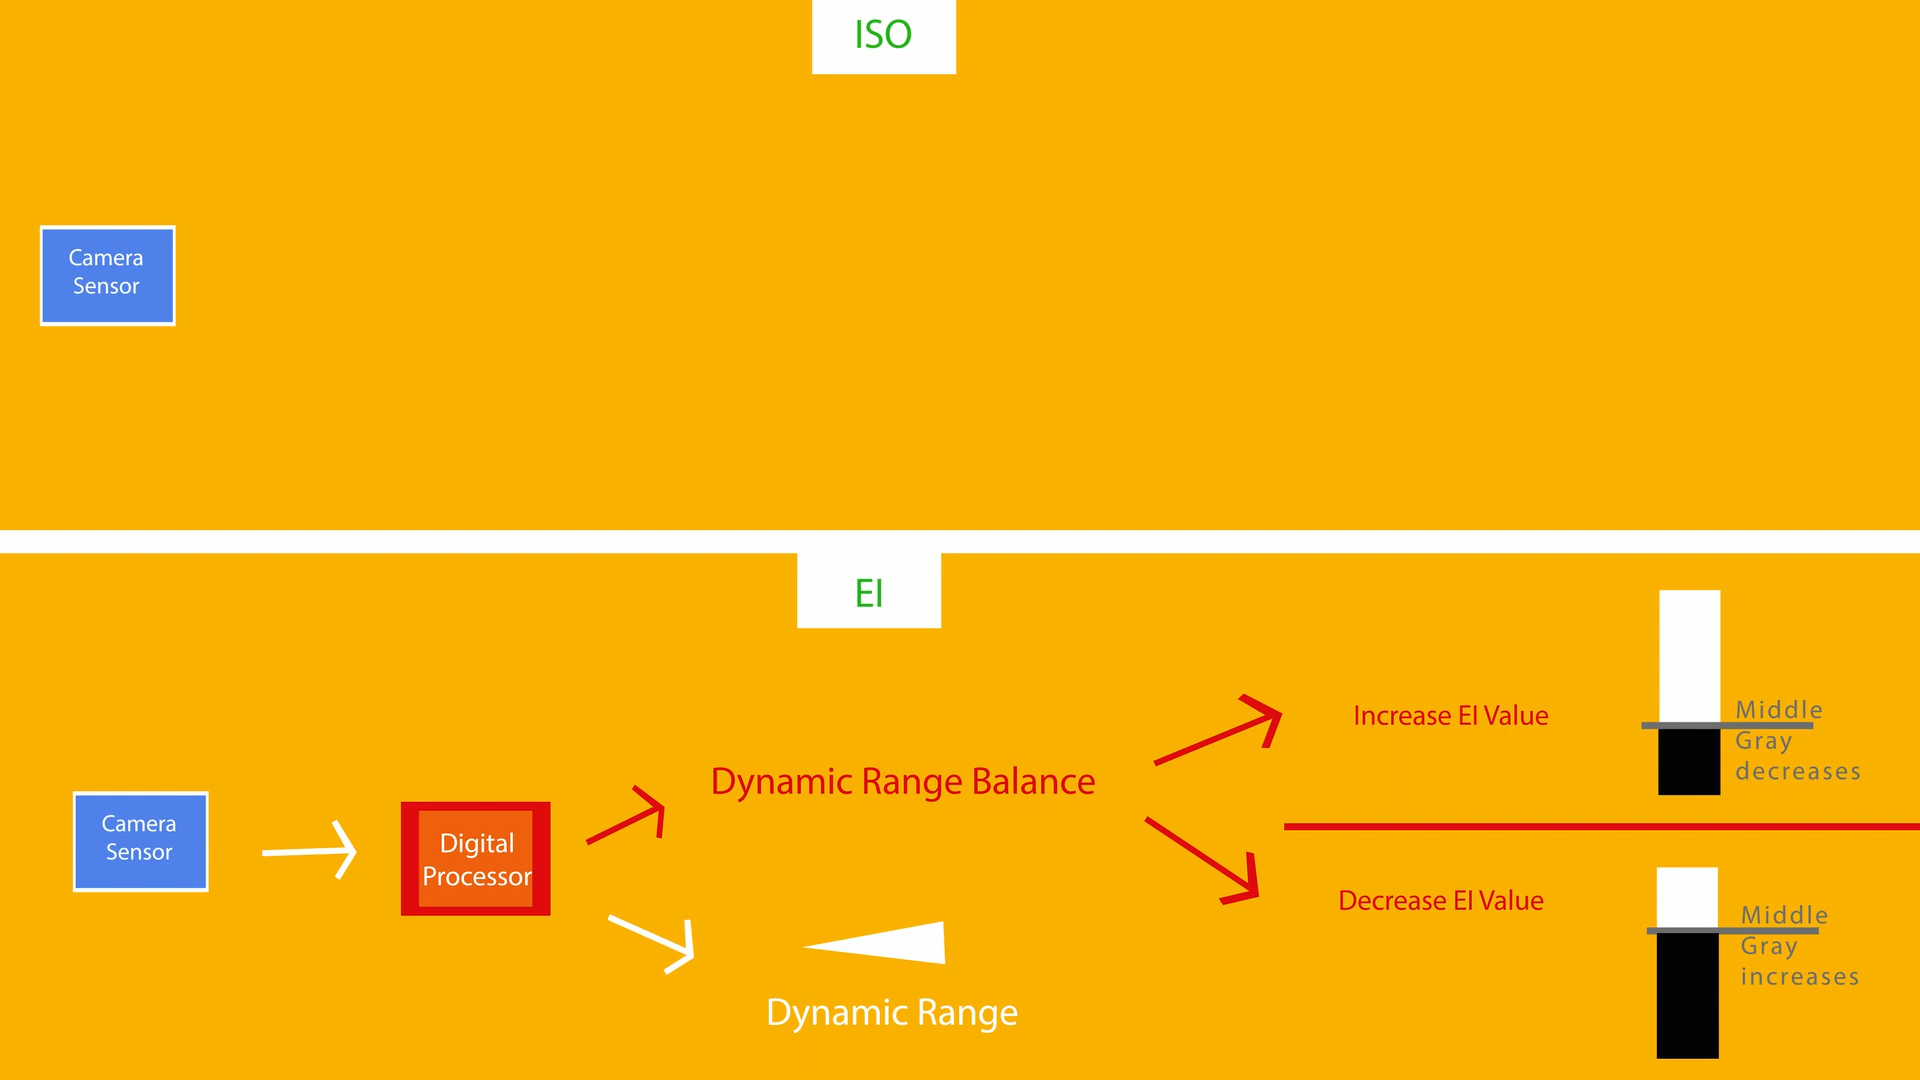 ISO
Camera
Sensor
EI
Camera
Sensor
Digital
Processor
Dynamic Range Balance
Dynamic Range
Increase EI Value
Middle
Gray
decreases
Decrease EI Value
Middle
Gray
increases